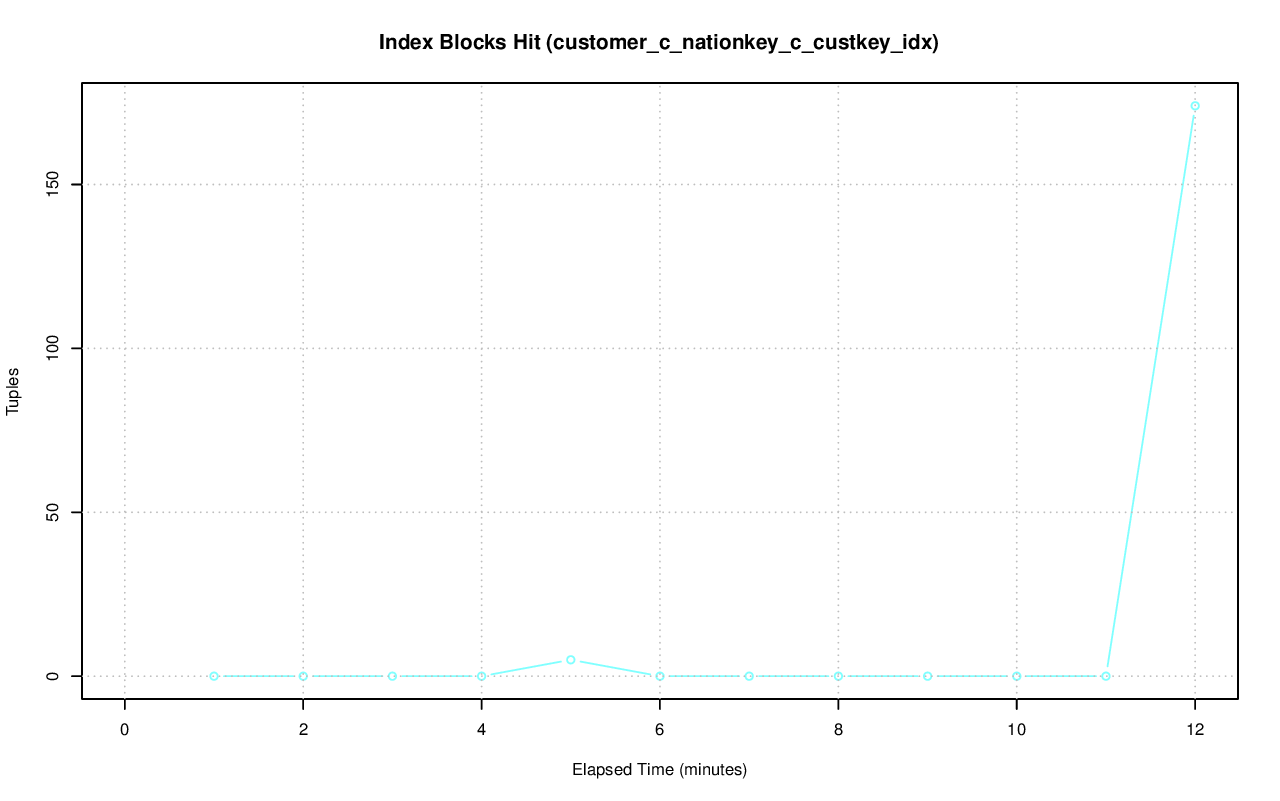 Index Blocks Hit (customer_c_nationkey_c_custkey_idx)
Tuples
150
100
50
0
0 2 4 6 8 10 12
Elapsed Time (minutes)